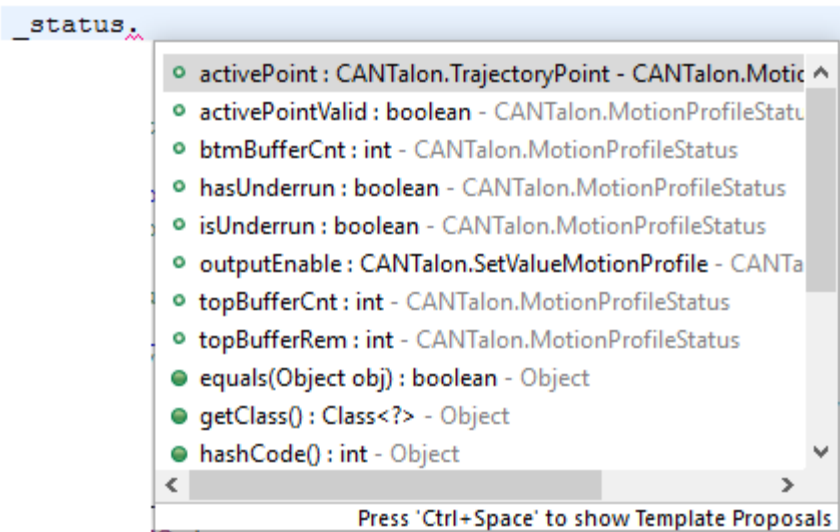 _status.
activePoint : CANTalon.TrajectoryPoint - CANTalon.Motic
activePointValid : boolean - CANTalon.MotionProfileStatu
btmBufferCnt : int - CANTalon.MotionProfileStatus
hasUnderrun : boolean - CANTalon.MotionProfileStatus
isUnderrun : boolean - CANTalon.MotionProfileStatus
outputEnable : CANTalon.SetValueMotionProfile - CANTa
topBufferCnt : int - CANTalon.MotionProfileStatus
topBufferRem : int - CANTalon.MotionProfileStatus
equals(Object obj) : boolean - Object
getClass() : Class<?> - Object
hashCode() : int - Object
Press 'Ctrl+Space' to show Template Proposals